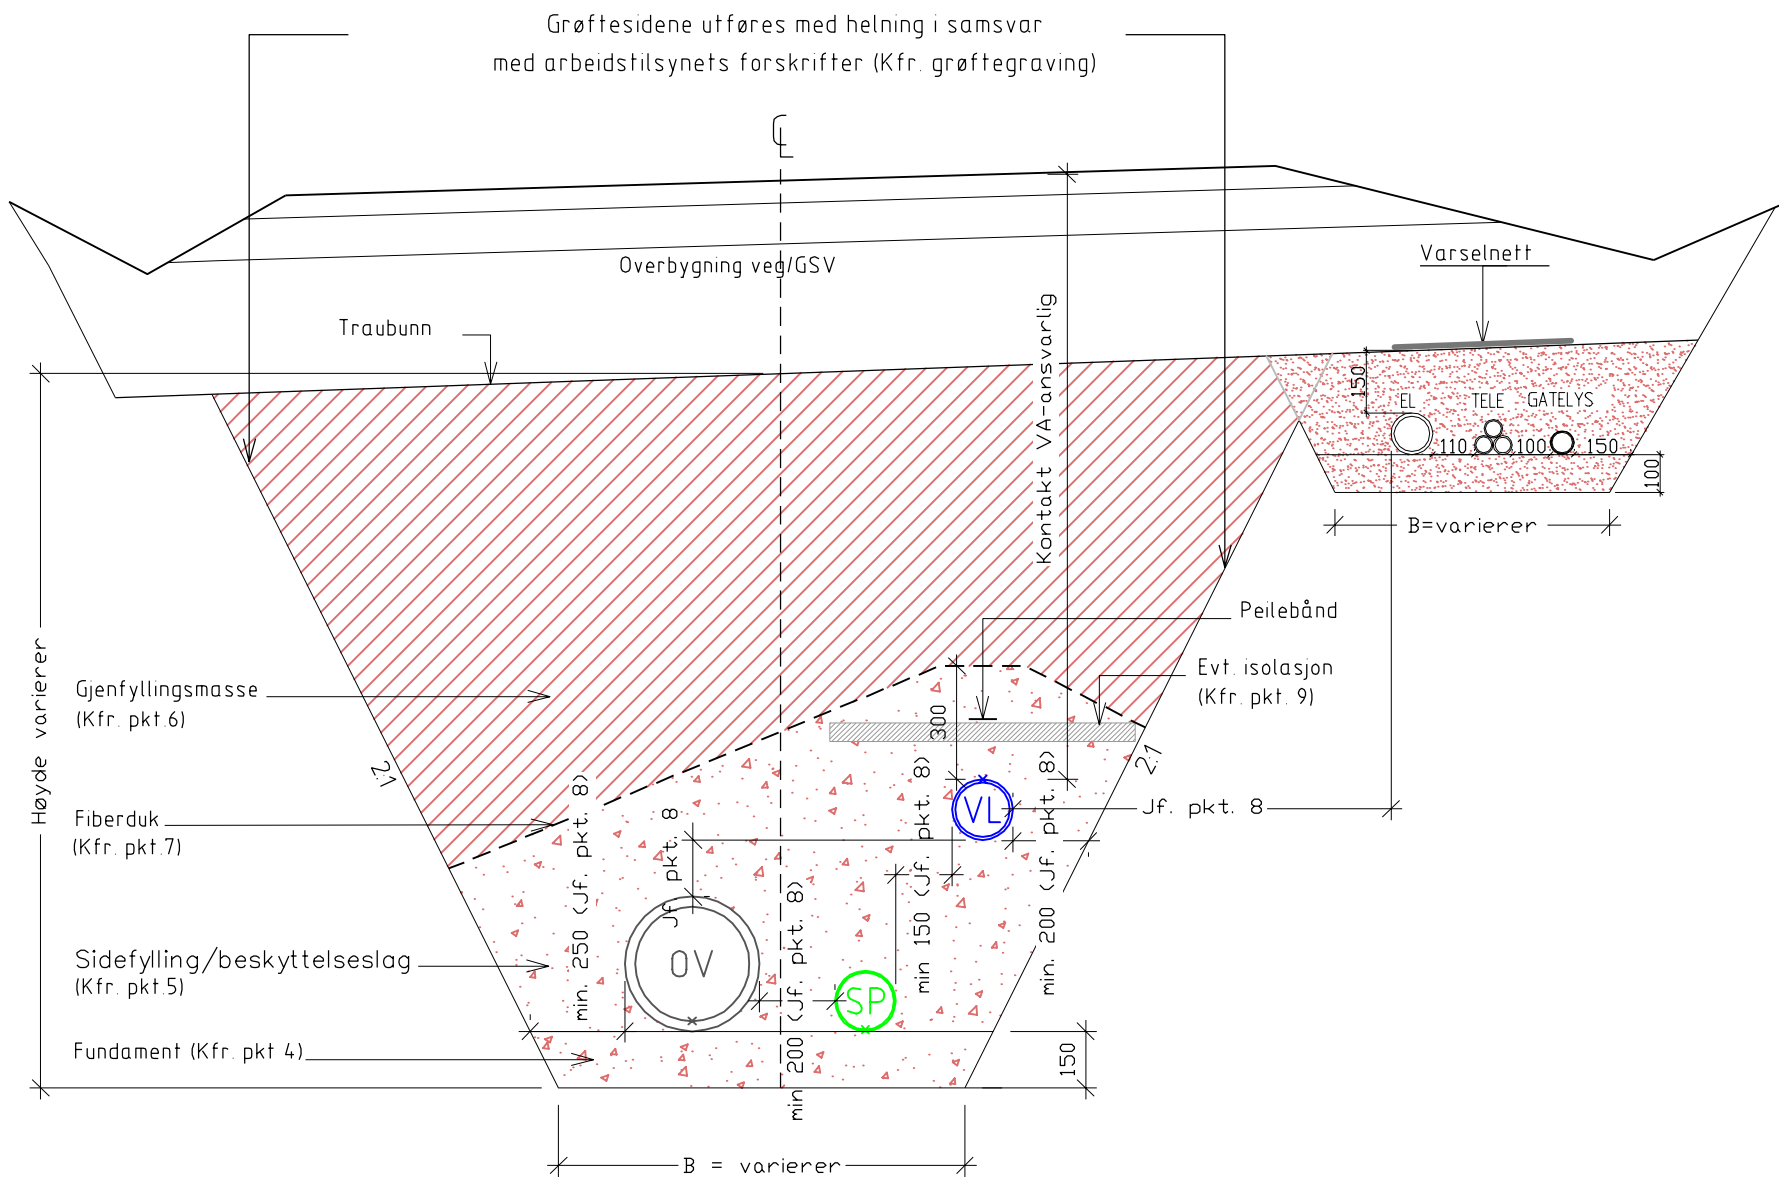 Grøftesidene utføres med helning i samsvar
med arbeidstilsynets forskrifter (Kfr. grøftegraving)
CL
Overbygning veg/GSV
Varselnett
Traubunn
Kontakt VA-ansvarlig
150
EL
TELE
GATELYS
110
100
150
100
B=varierer
Høyde varierer
Peilebånd
Evt. isolasjon
(Kfr. pkt. 9)
Gjenfyllingsmasse
(Kfr. pkt.6)
300
2:1
2:1
VL
Jf. pkt. 8
Fiberduk
(Kfr. pkt.7)
min. 250 (Jf. pkt. 8)
Jf. pkt. 8
min 200 (Jf. pkt. 8)
min 150 (Jf. pkt. 8)
min. 200 (Jf. pkt. 8)
Sidefylling/beskyttelseslag
(Kfr. pkt.5)
OV
SP
Fundament (Kfr. pkt 4)
150
B = varierer